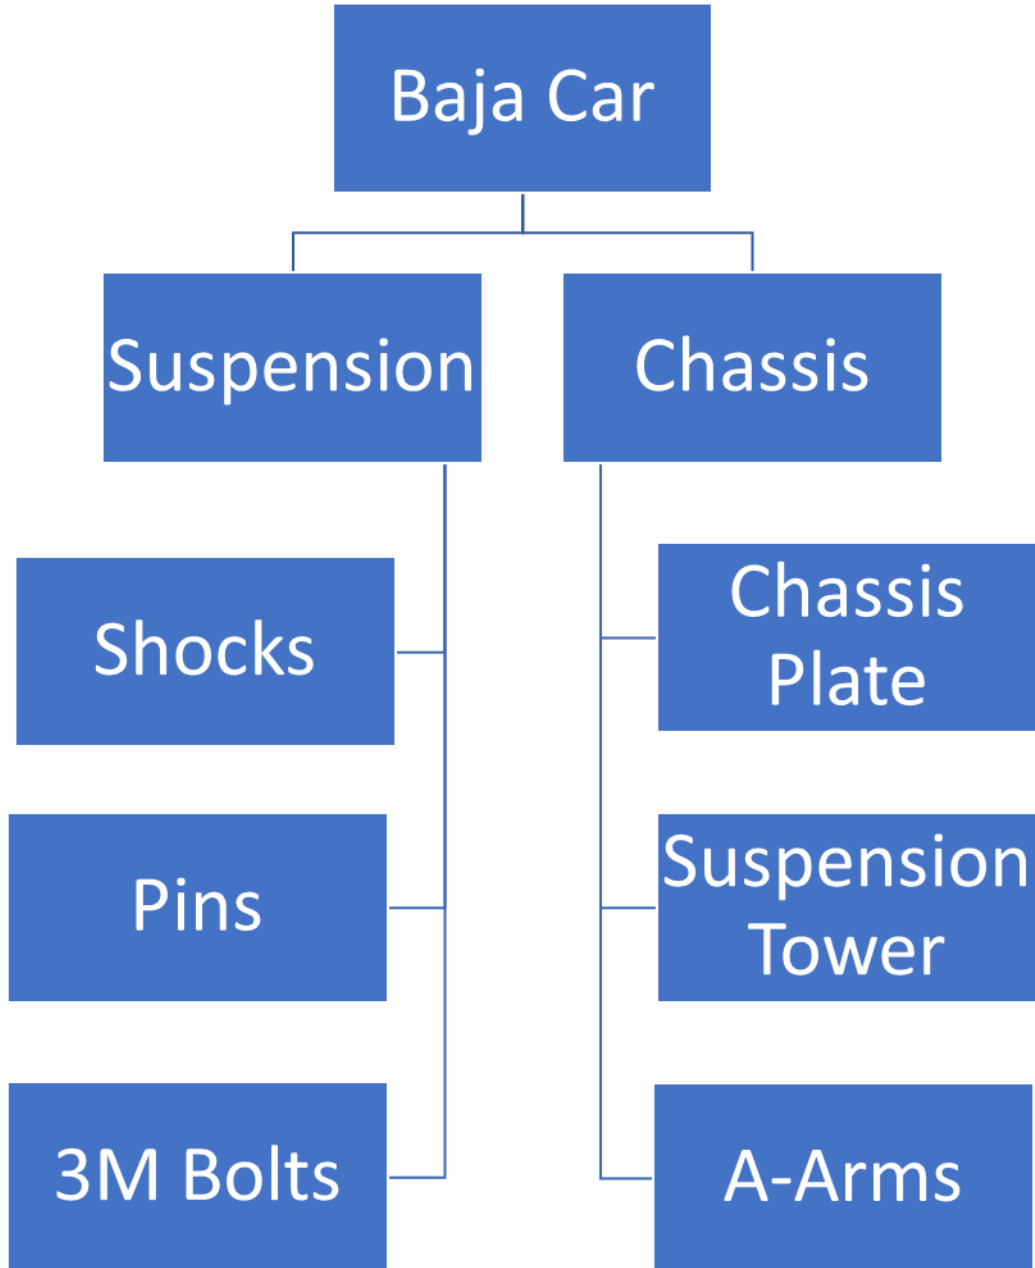 Baja Car
Suspension
Chassis
Shocks
Chassis
Plate
Pins
Suspension
Tower
3M Bolts
A-Arms